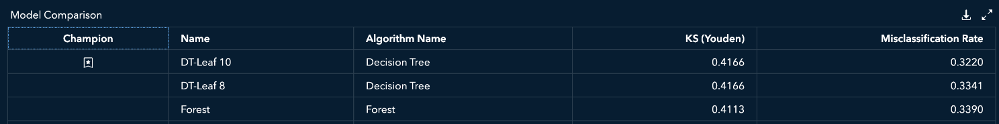 Model Comparison
Champion Name Algorithm Name KS (Youden) Misclassification Rate
DT-Leaf 10 Decision Tree 0.4166 0.3220
DT-Leaf 8 Decision Tree 0.4166 0.3341
Forest Forest 0.4113 0.3390